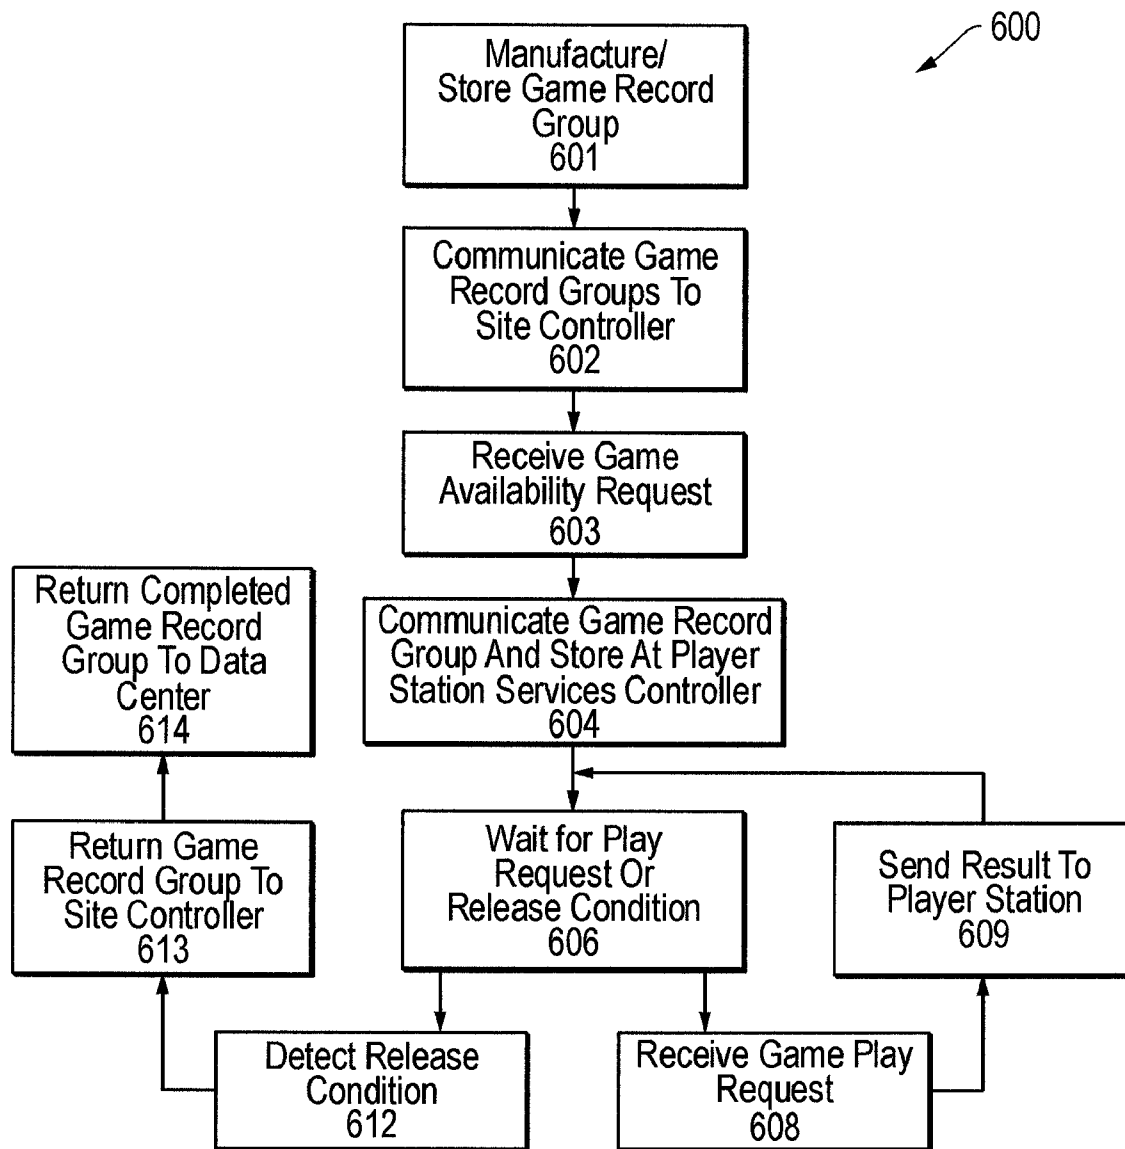 600
Manufacture/
Store Game Record
Group
601
Communicate Game
Record Groups To
Site Controller
602
Receive Game
Availability Request
603
Communicate Game Record
Group And Store At Player
Station Services Controller
604
Return Completed
Game Record
Group To Data
Center
614
Return Game
Record Group To
Site Controller
613
Wait for Play
Request Or
Release Condition
606
Send Result To
Player Station
609
Detect Release
Condition
612
Receive Game Play
Request
608